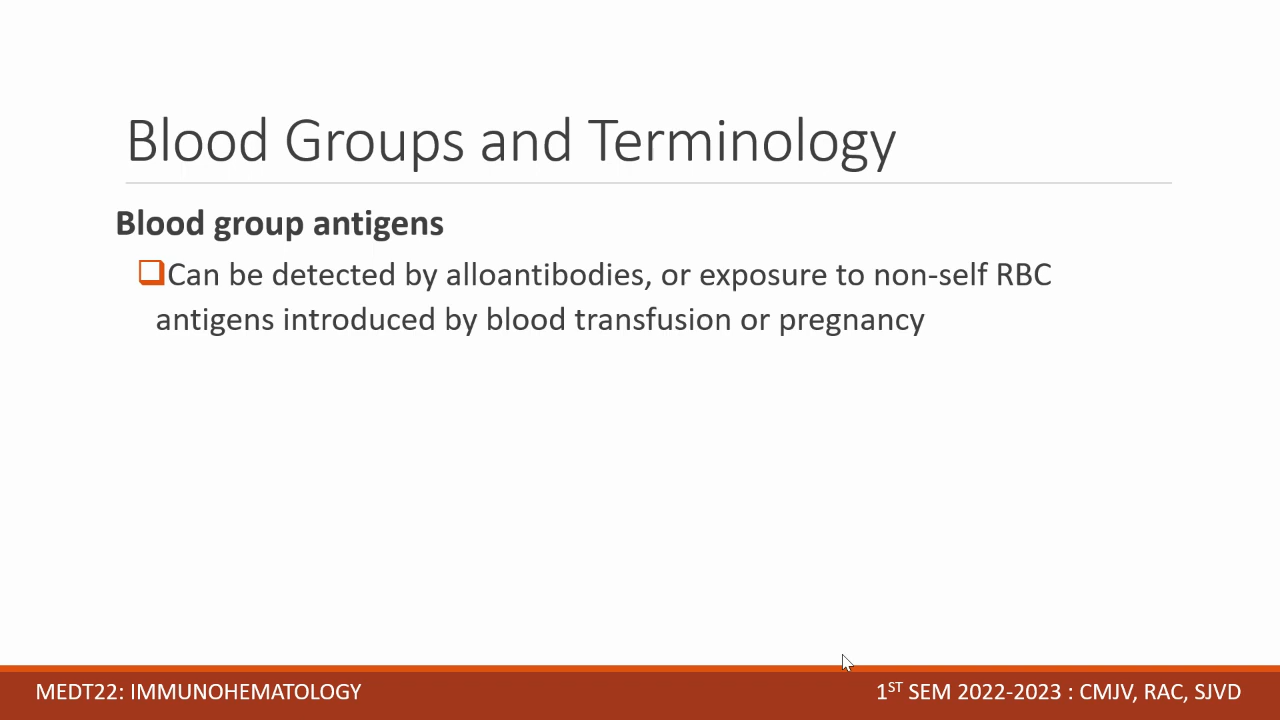 Blood Groups and Terminology
Blood group antigens
Can be detected by alloantibodies, or exposure to non-self RBC
antigens introduced by blood transfusion or pregnancy
MEDT22: IMMUNOHEMATOLOGY
1ST SEM 2022-2023 : CMJV, RAC, SJVD